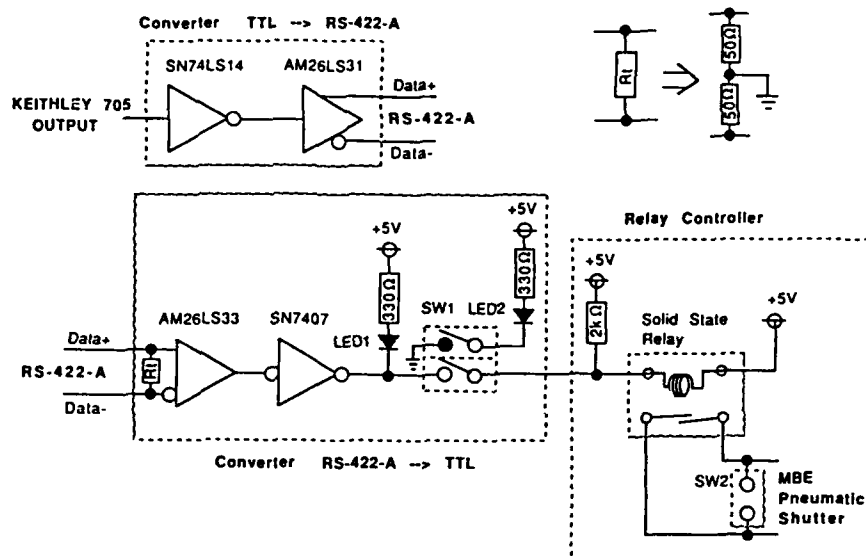 Converter TTL --> RS-422-A
SN74LS14
AM26LS31
KEITHLEY 705
OUTPUT
Data+
RS-422-A
Data-
Rt
50Ω
50Ω
Relay Controller
+5V
+5V
330Ω
330Ω
SW1
LED2
LED1
AM26LS33
SN7407
Data+
RS-422-A
Rt
Data-
Converter RS-422-A --> TTL
+5V
2kΩ
+5V
Solid State
Relay
SW2
MBE
Pneumatic
Shutter